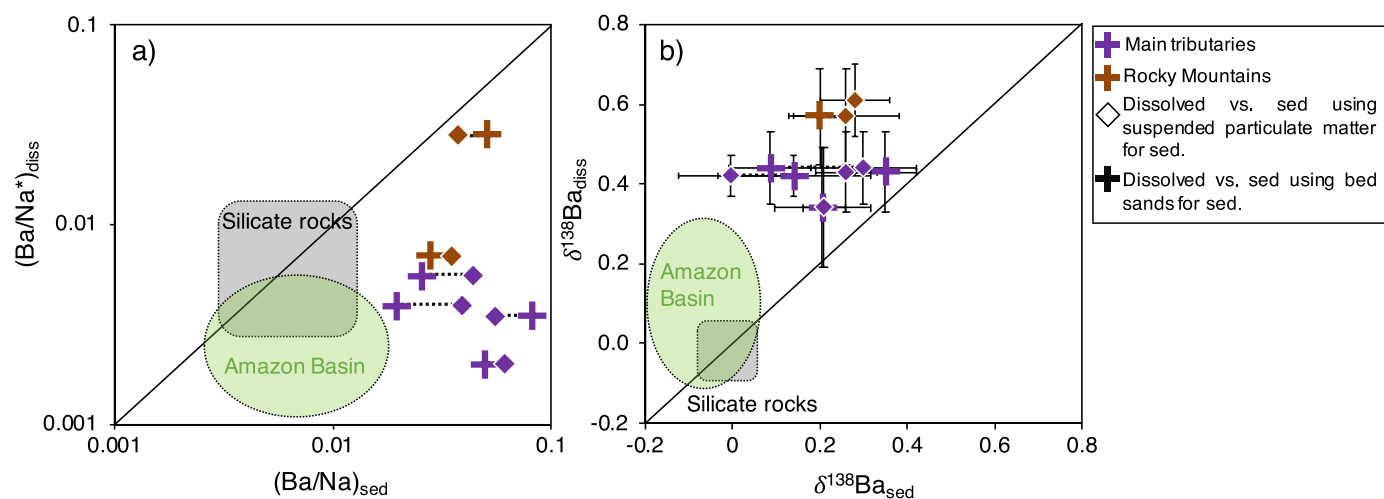 a)
(Ba/Na*)diss
0.1
0.01
0.001
Silicate rocks
Amazon Basin
0.001
0.01
0.1
(Ba/Na)sed
b)
δ138Badiss
0.8
0.6
0.4
0.2
0.0
-0.2
Amazon
Basin
Silicate rocks
-0.2
0
0.2
0.4
0.6
0.8
δ138Based
Main tributaries
Rocky Mountains
Dissolved vs. sed using
suspended particulate matter
for sed.
Dissolved vs. sed using bed
sands for sed.